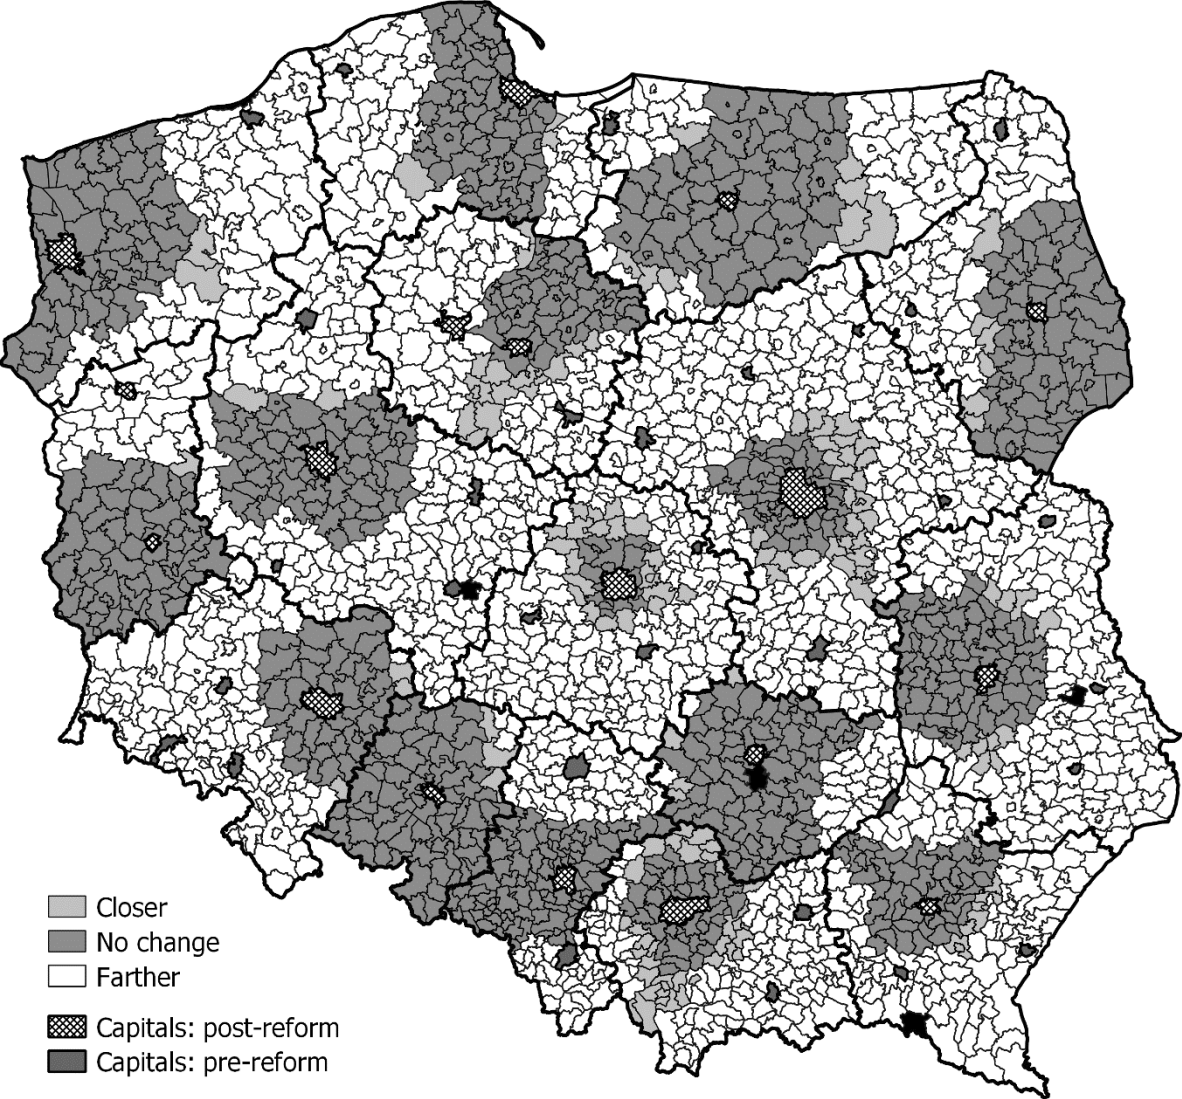 Closer
No change
Farther
Capitals: post-reform
Capitals: pre-reform